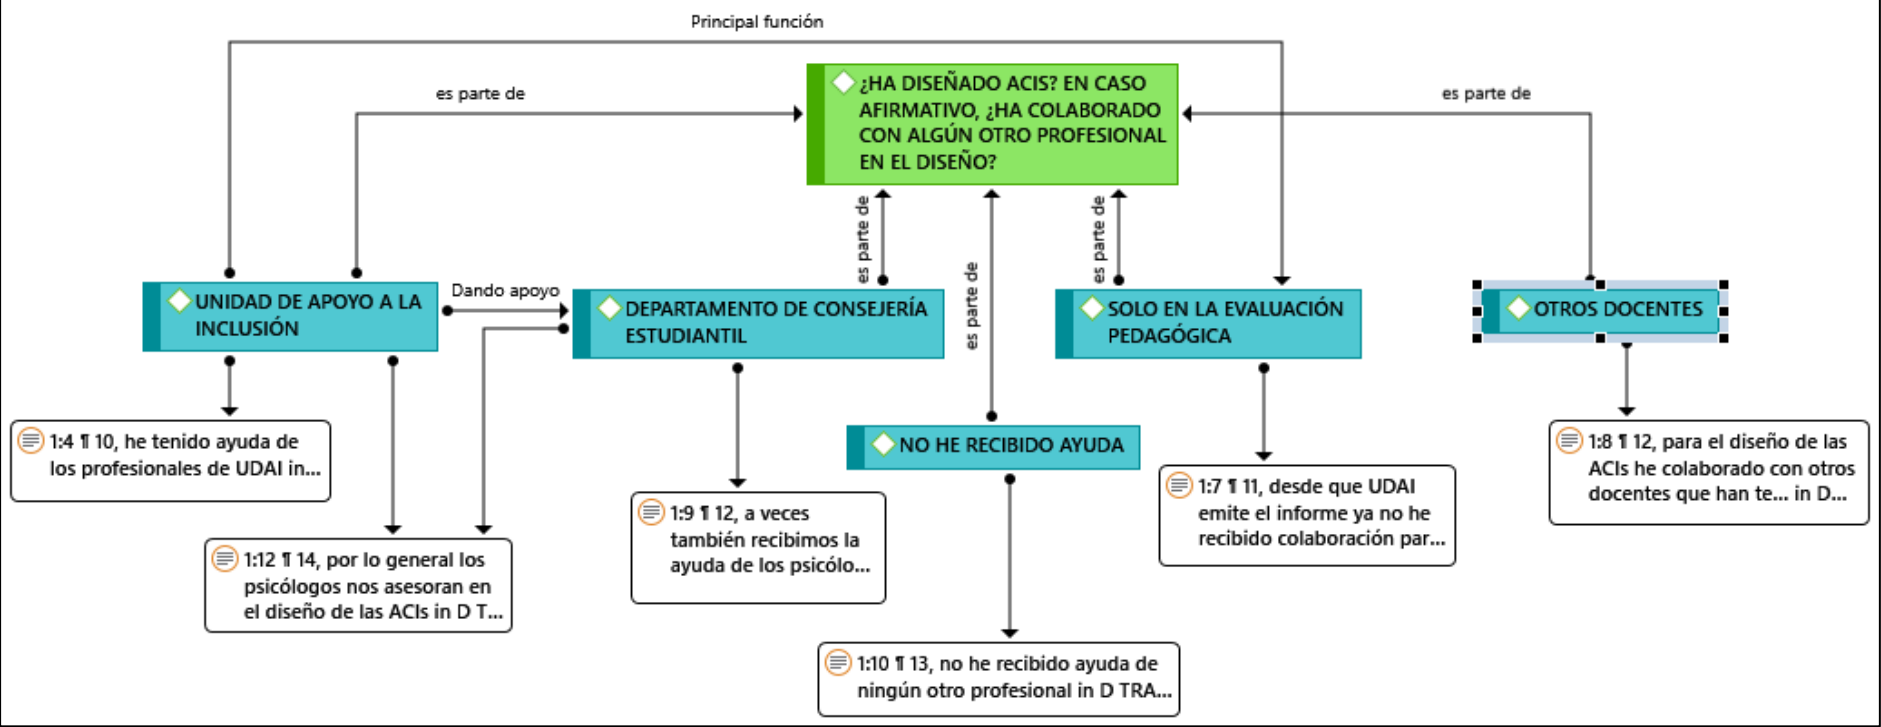 Principal función
es parte de
es parte de
¿HA DISEÑADO ACIS? EN CASO
AFIRMATIVO, ¿HA COLABORADO
CON ALGÚN OTRO PROFESIONAL
EN EL DISEÑO?
es parte de
es parte de
es parte de
UNIDAD DE APOYO A LA
INCLUSIÓN
Dando apoyo
DEPARTAMENTO DE CONSEJERÍA
ESTUDIANTIL
SOLO EN LA EVALUACIÓN
PEDAGÓGICA
OTROS DOCENTES
NO HE RECIBIDO AYUDA
1:4 ¶ 10, he tenido ayuda de
los profesionales de UDAI in...
1:12 ¶ 14, por lo general los
psicólogos nos asesoran en
el diseño de las ACIs in D T...
1:9 ¶ 12, a veces
también recibimos la
ayuda de los psicólo...
1:10 ¶ 13, no he recibido ayuda de
ningún otro profesional in D TRA...
1:7 ¶ 11, desde que UDAI
emite el informe ya no he
recibido colaboración par...
1:8 ¶ 12, para el diseño de las
ACIs he colaborado con otros
docentes que han te... in D...